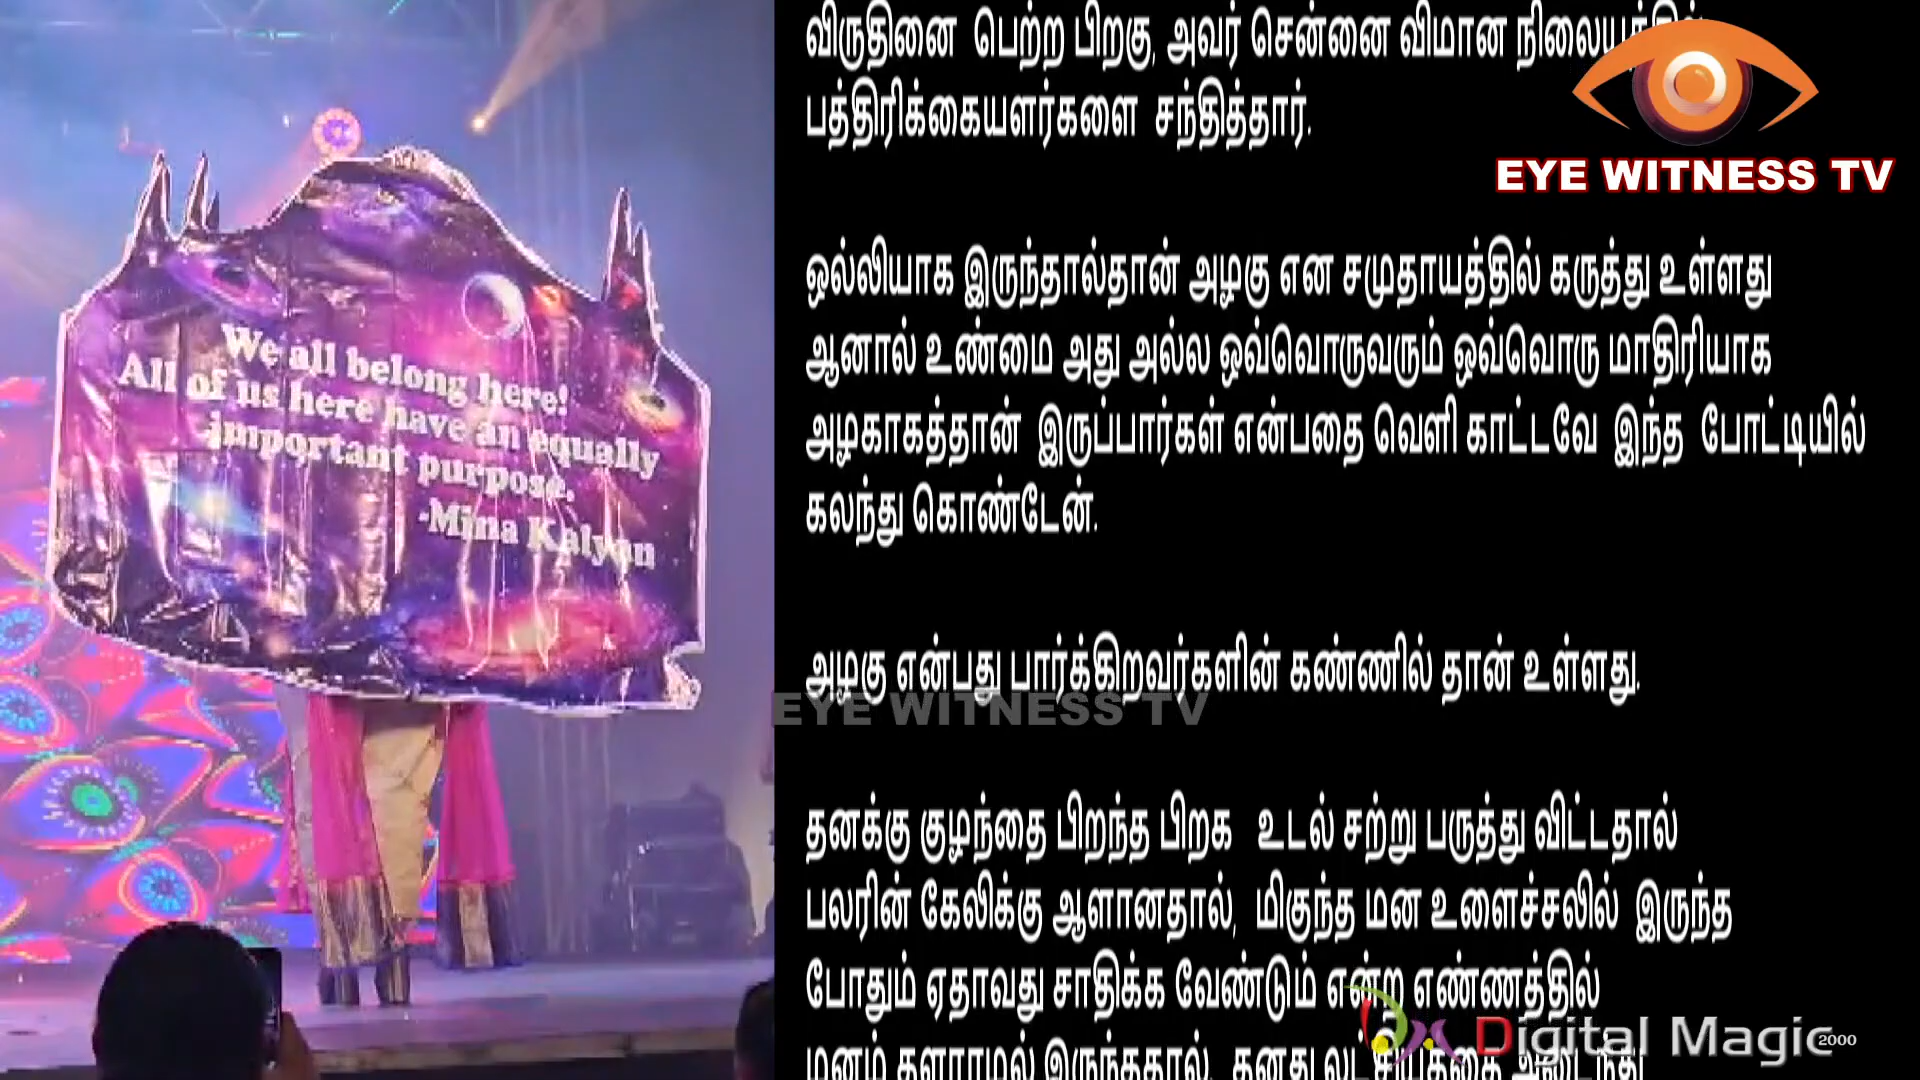 We all belong here!
All of us here have an equally
important purpose.
-Mina Kalyan
விருதினை பெற்ற பிறகு, அவர் சென்னை விமான
பத்திரிக்கையளர்களை சந்தித்தார்.
ஒல்லியாக இருந்தால்தான் அழகு என சமுதாயத்தில் கருத்து உள்ளது
ஆனால் உண்மை அது அல்ல ஒவ்வொருவரும் ஒவ்வொரு மாதிரியாக
அழகாகத்தான் இருப்பார்கள் என்பதை வெளி காட்டவே இந்த போட்டியில்
கலந்து கொண்டேன்.
அழகு என்பது பார்க்கிறவர்களின் கண்ணில் தான் உள்ளது.
தனக்கு குழந்தை பிறந்த பிறக உடல் சற்று பருத்து விட்டதால்
பலரின் கேலிக்கு ஆளானதால், மிகுந்த மன உளைச்சலில் இருந்த
போதும் ஏதாவது சாதிக்க வேண்டும் என்ற எண்ணத்தில்
EYE WITNESS TV
EYE WITNESS TV
Digital Magic 2000